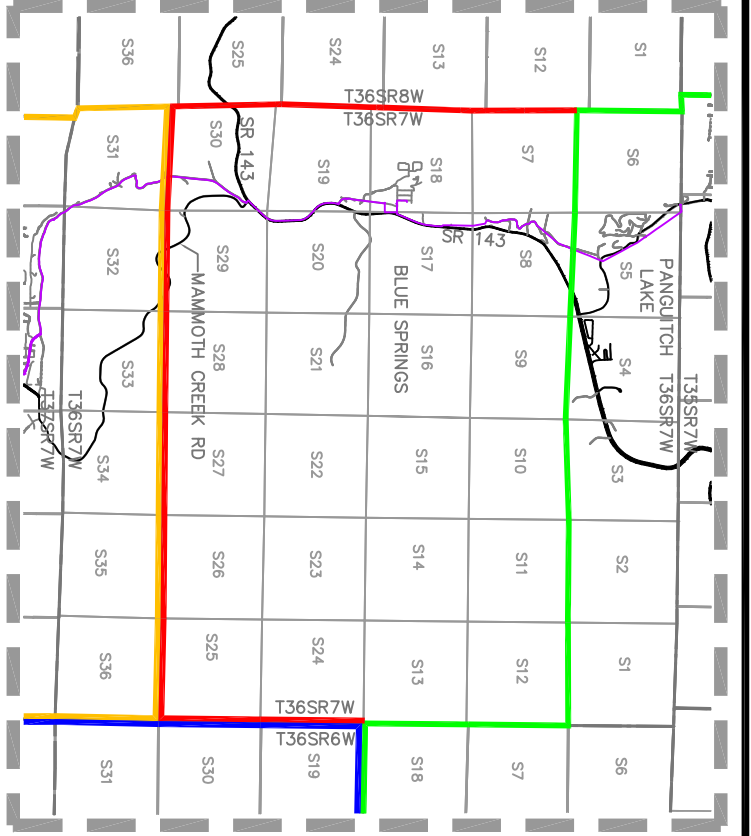 S36
S25
S24
S13
S12
S1
T36SR8W
T36SR7W
S31
S30
SR 143
S19
S18
S7
S6
S32
S29
S20
S17
SR 143
S8
S5
PANGUITCH
LAKE
MAMMOTH CREEK RD
BLUE SPRINGS
S33
S28
S21
S16
S9
S4
T35SR7W
T36SR7W
T37SR7W
T36SR7W
S34
S27
S22
S15
S10
S3
S35
S26
S23
S14
S11
S2
S36
S25
S24
S13
S12
S1
T36SR7W
T36SR6W
S31
S30
S19
S18
S7
S6